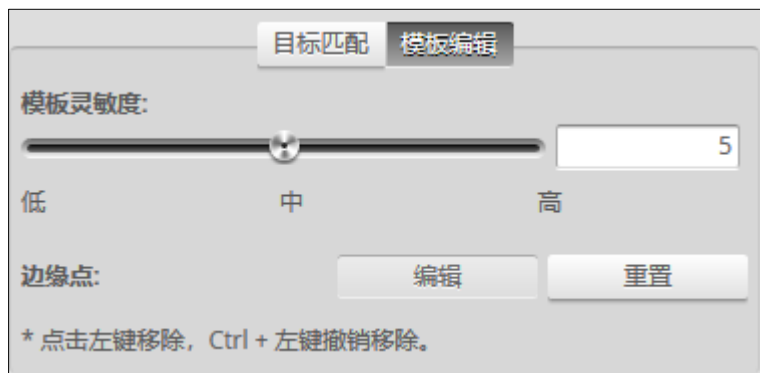 目标匹配 模板编辑
模板灵敏度:
5
低 中 高
边缘点: 编辑 重置
* 点击左键移除，Ctrl + 左键撤销移除。